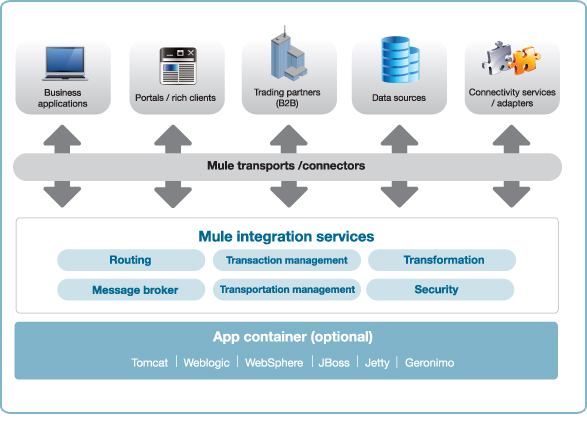 Business
applications
Portals / rich clients
Trading partners
(B2B)
Data sources
Connectivity services
/ adapters
Mule transports /connectors
Mule integration services
Routing
Transaction management
Transformation
Message broker
Transportation management
Security
App container (optional)
Tomcat | Weblogic | WebSphere | JBoss | Jetty | Geronimo